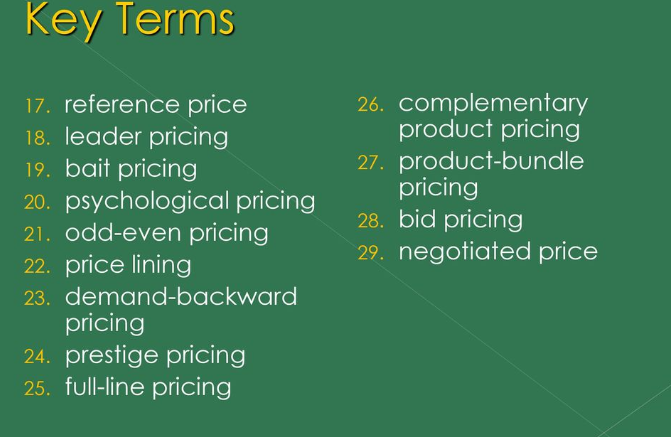 Key Terms
17. reference price
18. leader pricing
19. bait pricing
20. psychological pricing
21. odd-even pricing
22. price lining
23. demand-backward
pricing
24. prestige pricing
25. full-line pricing
26. complementary
product pricing
27. product-bundle
pricing
28. bid pricing
29. negotiated price